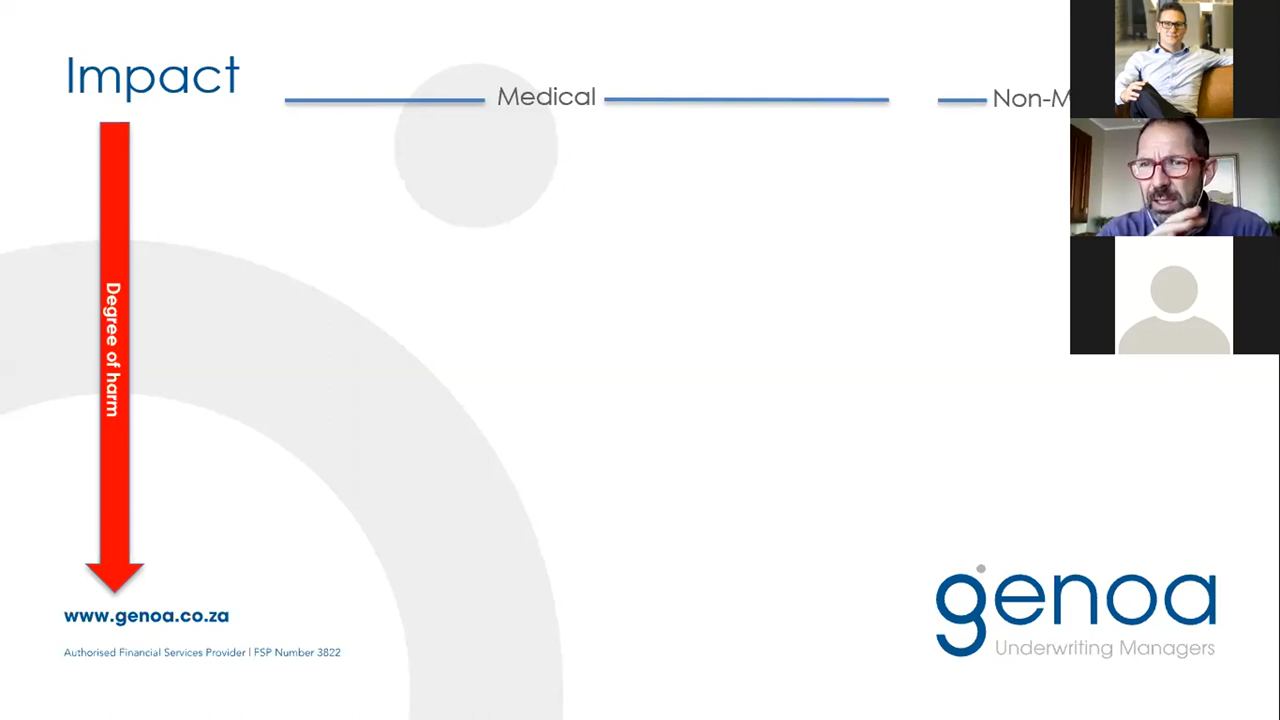 Impact
Medical
Non-M
Degree of harm
www.genoa.co.za
Authorised Financial Services Provider | FSP Number 3822
genoa
Underwriting Managers